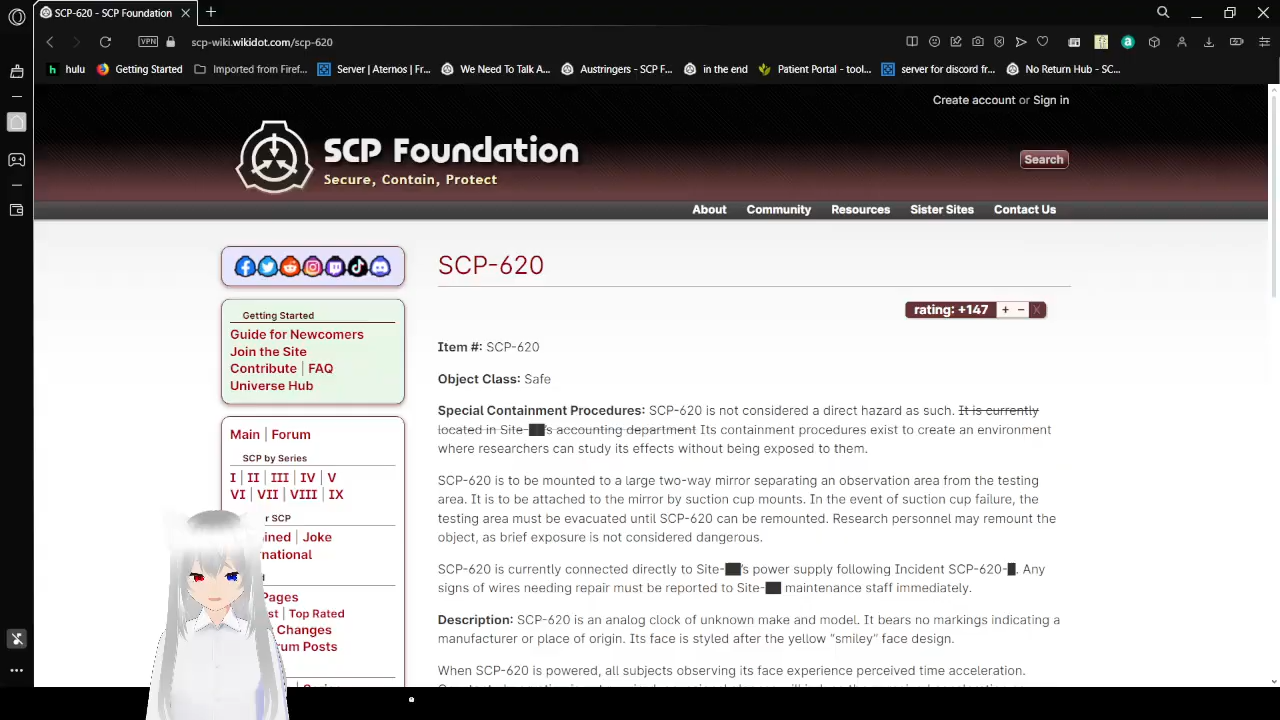 SCP-620 - SCP Foundation
VPN
scp-wiki.wikidot.com/scp-620
hulu
Getting Started
Imported from Firef...
Server | Aternos | Fr...
We Need To Talk A...
Austringers - SCP F...
in the end
Patient Portal - tool...
server for discord fr...
No Return Hub - SC...
Create account or Sign in
SCP Foundation
Secure, Contain, Protect
Search
About
Community
Resources
Sister Sites
Contact Us
Getting Started
Guide for Newcomers
Join the Site
Contribute | FAQ
Universe Hub
Main | Forum
SCP by Series
I | II | III | IV | V
VI | VII | VIII | IX
r SCP
ained | Joke
rnational
Pages
st | Top Rated
Changes
rum Posts
SCP-620
rating: +147 + – X
Item #: SCP-620
Object Class: Safe
Special Containment Procedures: SCP-620 is not considered a direct hazard as such. It is currently
located in Site-██'s accounting department Its containment procedures exist to create an environment
where researchers can study its effects without being exposed to them.
SCP-620 is to be mounted to a large two-way mirror separating an observation area from the testing
area. It is to be attached to the mirror by suction cup mounts. In the event of suction cup failure, the
testing area must be evacuated until SCP-620 can be remounted. Research personnel may remount the
object, as brief exposure is not considered dangerous.
SCP-620 is currently connected directly to Site-██'s power supply following Incident SCP-620-█. Any
signs of wires needing repair must be reported to Site-██ maintenance staff immediately.
Description: SCP-620 is an analog clock of unknown make and model. It bears no markings indicating a
manufacturer or place of origin. Its face is styled after the yellow "smiley" face design.
When SCP-620 is powered, all subjects observing its face experience perceived time acceleration.